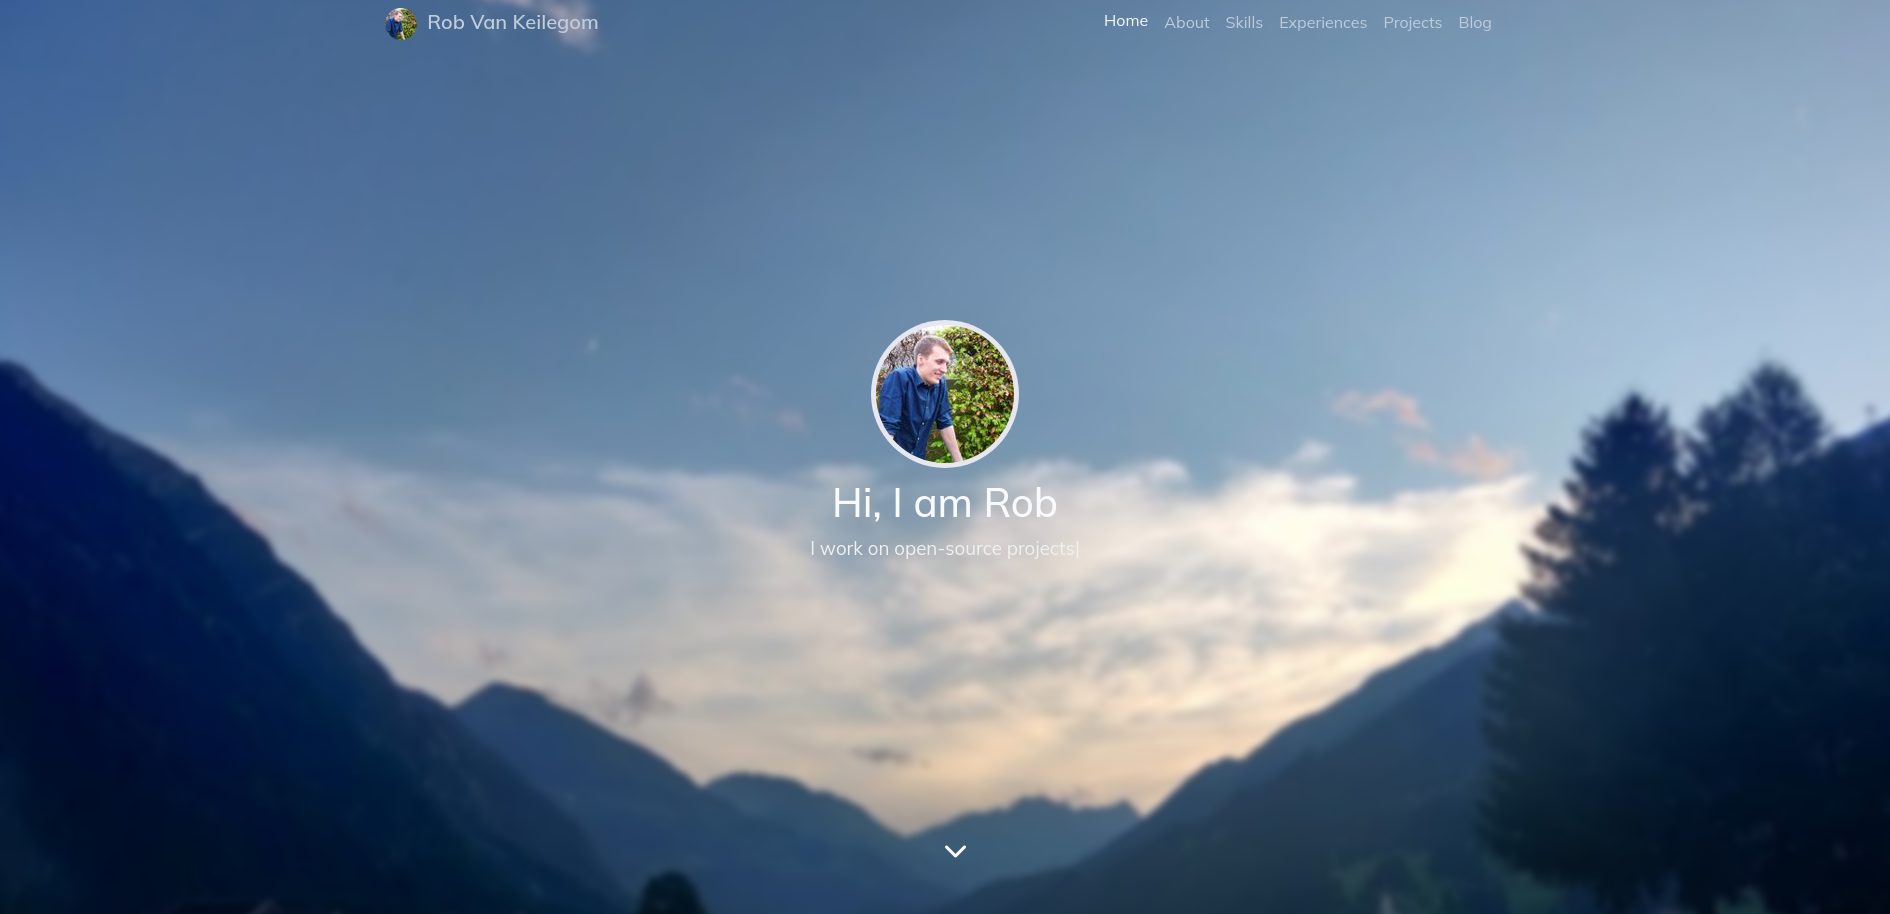 Rob Van Keilegom
Home About Skills Experiences Projects Blog
Hi, I am Rob
I work on open-source projects|